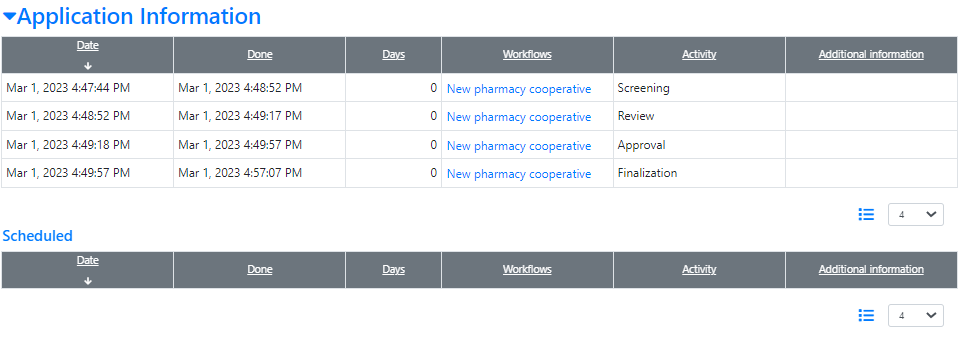 Application Information
Date Done Days Workflows Activity Additional information
Mar 1, 2023 4:47:44 PM Mar 1, 2023 4:48:52 PM 0 New pharmacy cooperative Screening
Mar 1, 2023 4:48:52 PM Mar 1, 2023 4:49:17 PM 0 New pharmacy cooperative Review
Mar 1, 2023 4:49:18 PM Mar 1, 2023 4:49:57 PM 0 New pharmacy cooperative Approval
Mar 1, 2023 4:49:57 PM Mar 1, 2023 4:57:07 PM 0 New pharmacy cooperative Finalization
4
Scheduled
Date Done Days Workflows Activity Additional information
4